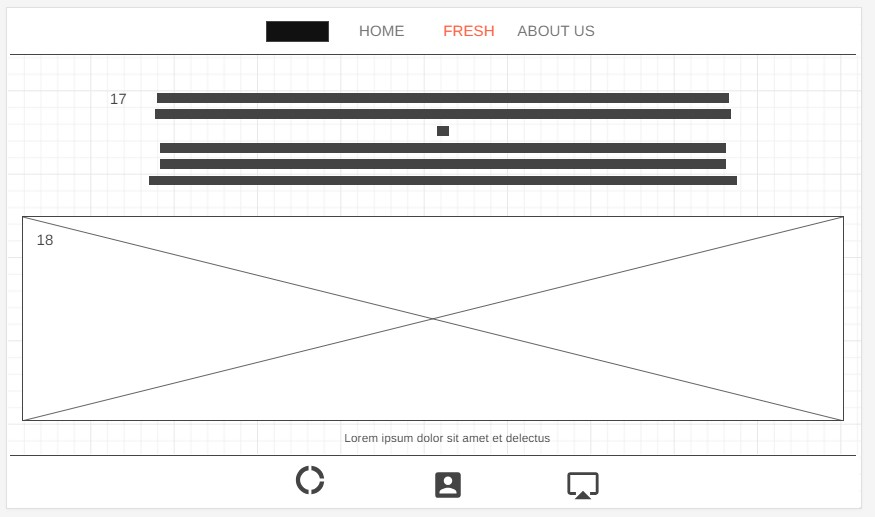 HOME FRESH ABOUT US
17
18
Lorem ipsum dolor sit amet et delectus